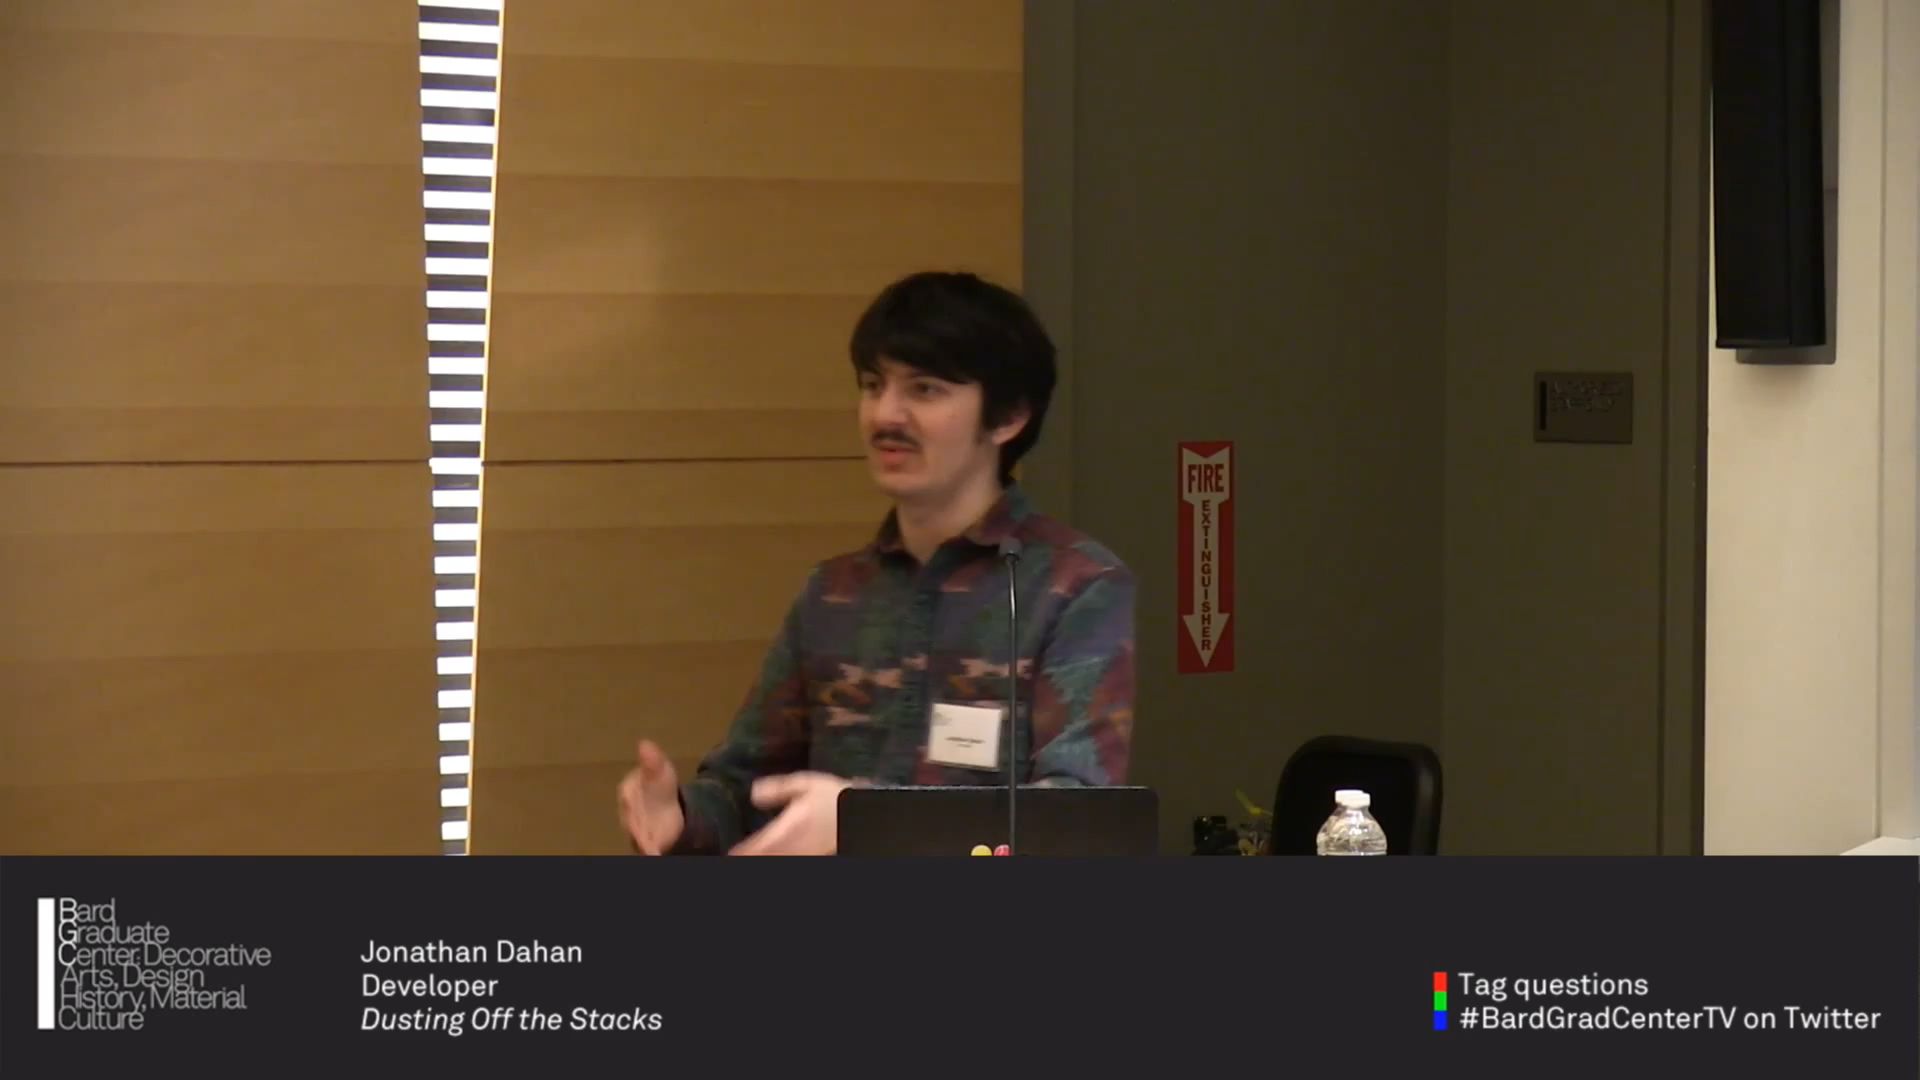 FIRE
EXTINGUISHER
Bard
Graduate
Center: Decorative
Arts, Design
History, Material
Culture
Jonathan Dahan
Developer
Dusting Off the Stacks
Tag questions
#BardGradCenterTV on Twitter